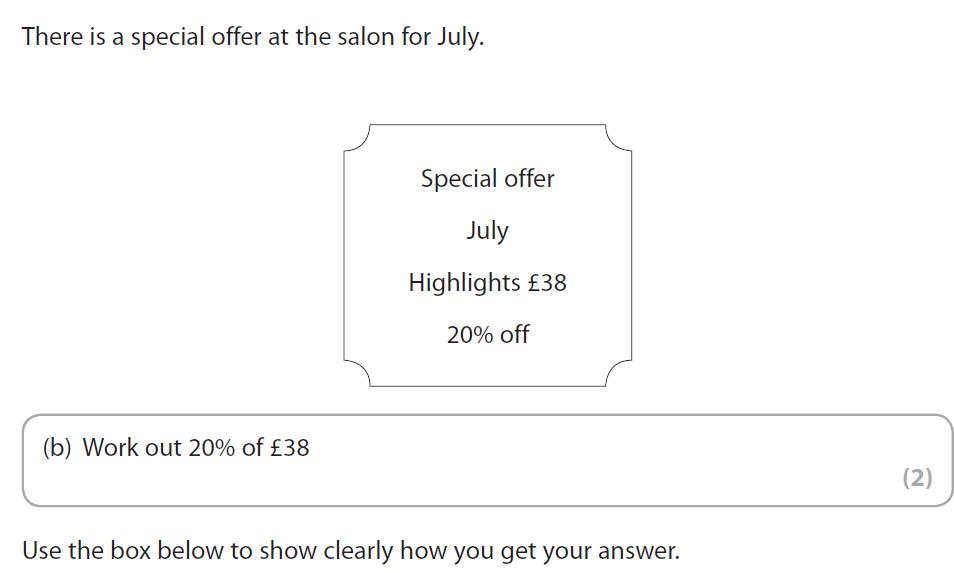 There is a special offer at the salon for July.
Special offer
July
Highlights £38
20% off
(b) Work out 20% of £38
(2)
Use the box below to show clearly how you get your answer.